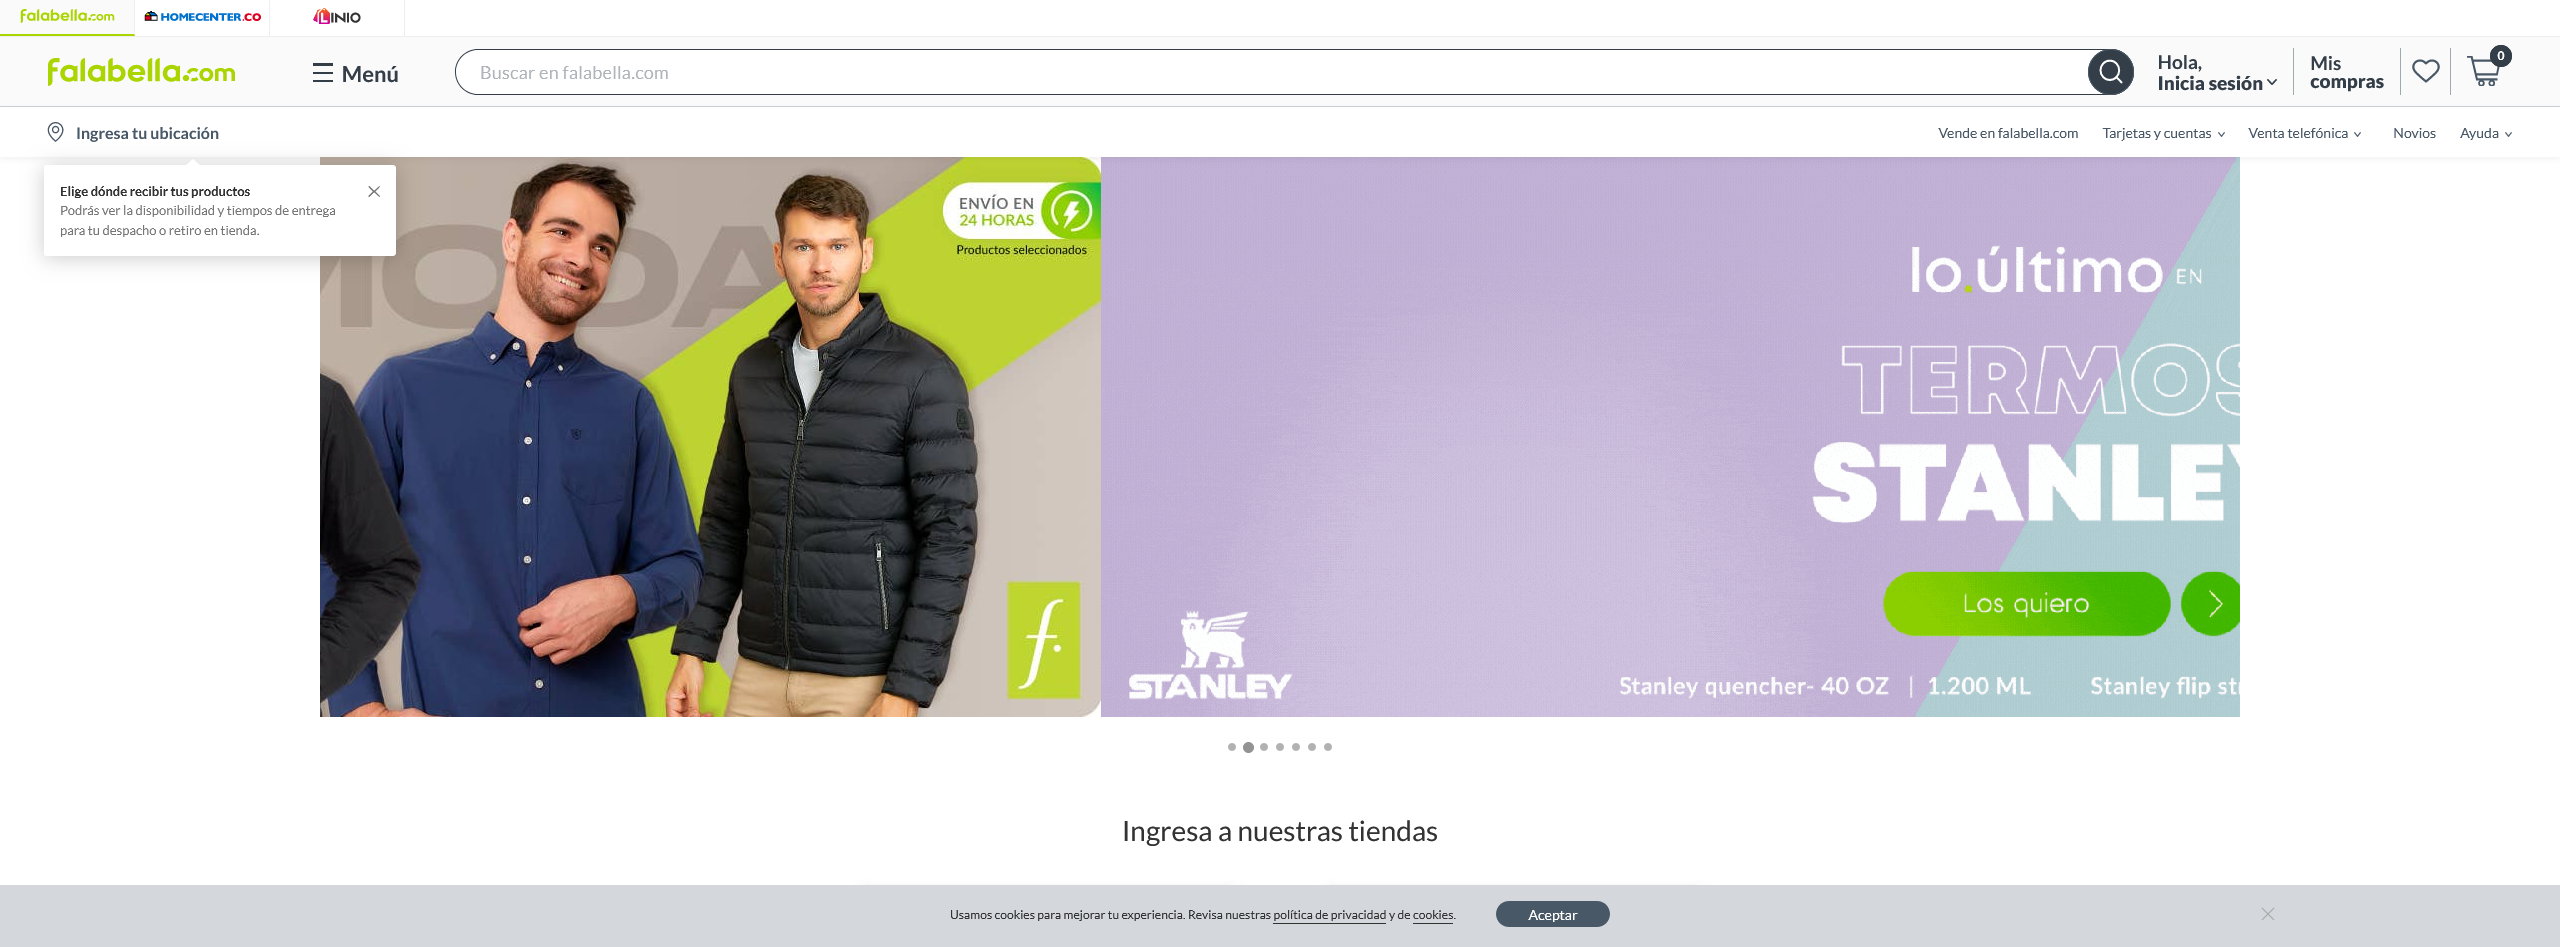 falabella.com
HOMECENTER.CO
LINIO
falabella.com
Menú
Buscar en falabella.com
Hola,
Inicia sesión
Mis
compras
0
Ingresa tu ubicación
Vende en falabella.com
Tarjetas y cuentas
Venta telefónica
Novios
Ayuda
Elige dónde recibir tus productos
Podrás ver la disponibilidad y tiempos de entrega
para tu despacho o retiro en tienda.
MODA
ENVÍO EN
24 HORAS
Productos seleccionados
f.
lo.último EN
TERMOS
STANLEY
Los quiero
STANLEY
Stanley quencher- 40 OZ | 1.200 ML
Stanley flip
Ingresa a nuestras tiendas
Usamos cookies para mejorar tu experiencia. Revisa nuestras política de privacidad y de cookies.
Aceptar